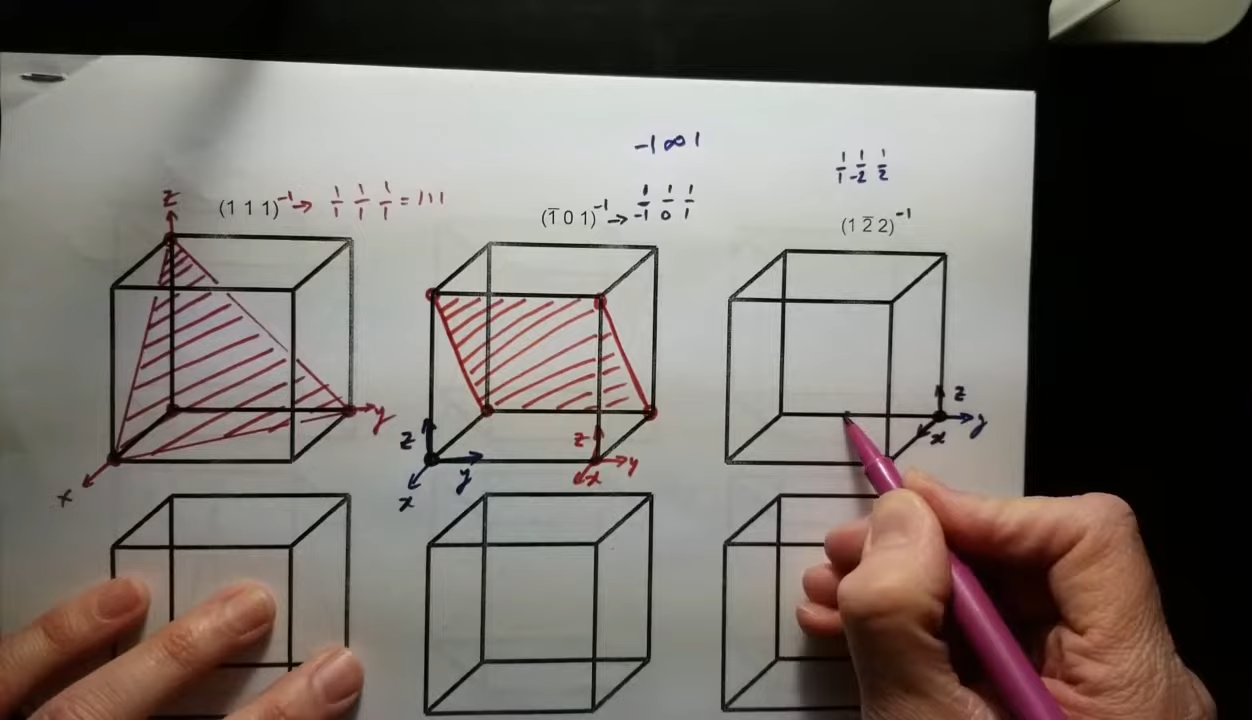 -1 ∞ 1
1/1 1/-2 1/2
z
(1 1 1)⁻¹→ 1/1 1/1 1/1 = 111
(1̅ 0 1)⁻¹→ 1/-1 1/0 1/1
(1 2̅ 2)⁻¹
y
x
z
y
x
z
y
x
z
y
x